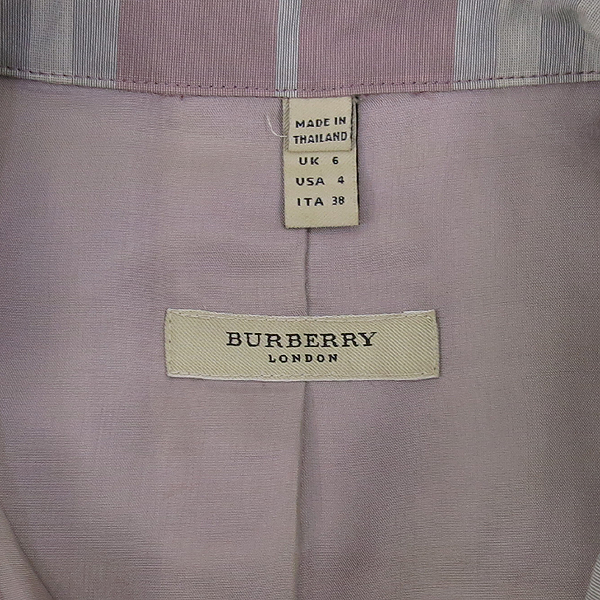 MADE IN
THAILAND
UK 6
USA 4
ITA 38
BURBERRY
LONDON